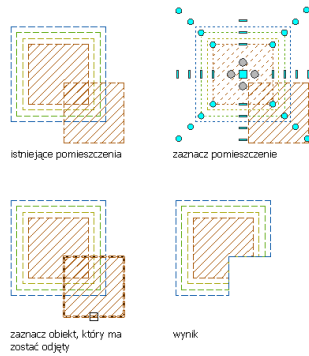 istniejące pomieszczenia
zaznacz pomieszczenie
zaznacz obiekt, który ma
zostać odjęty
wynik